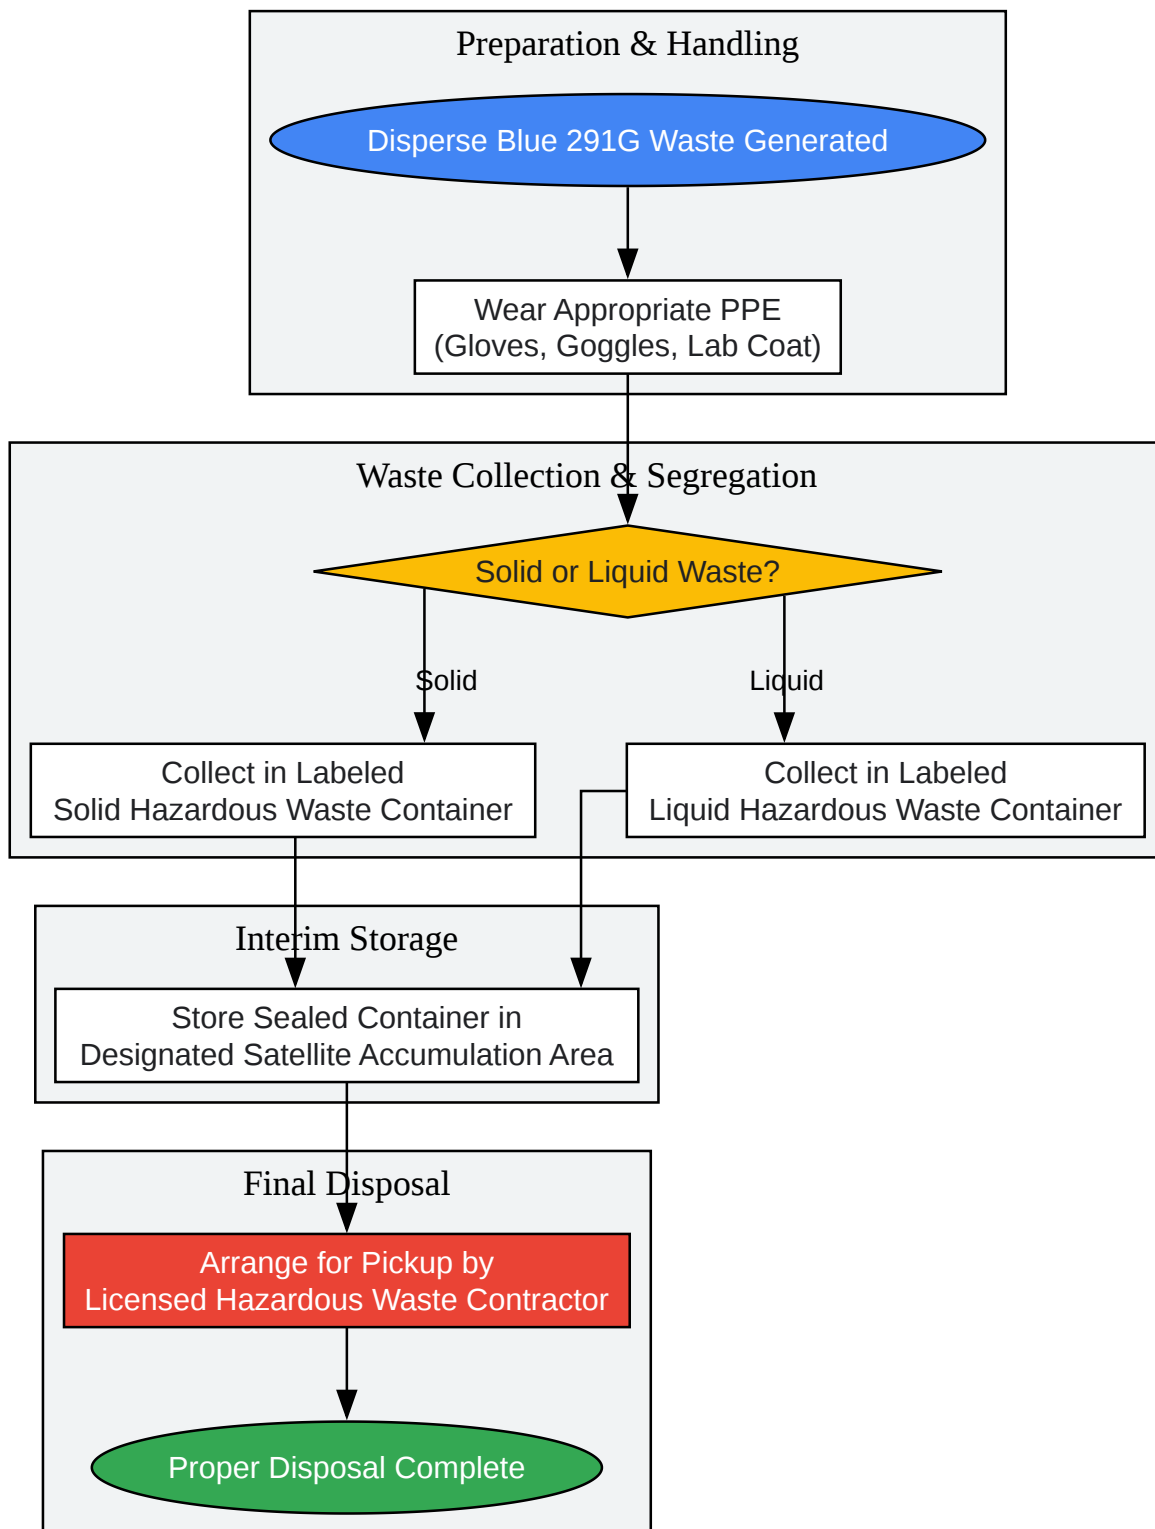 Preparation & Handling
Disperse Blue 291G Waste Generated
Wear Appropriate PPE
(Gloves, Goggles, Lab Coat)
Waste Collection & Segregation
Solid or Liquid Waste?
Solid
Liquid
Collect in Labeled
Solid Hazardous Waste Container
Collect in Labeled
Liquid Hazardous Waste Container
Interim Storage
Store Sealed Container in
Designated Satellite Accumulation Area
Final Disposal
Arrange for Pickup by
Licensed Hazardous Waste Contractor
Proper Disposal Complete